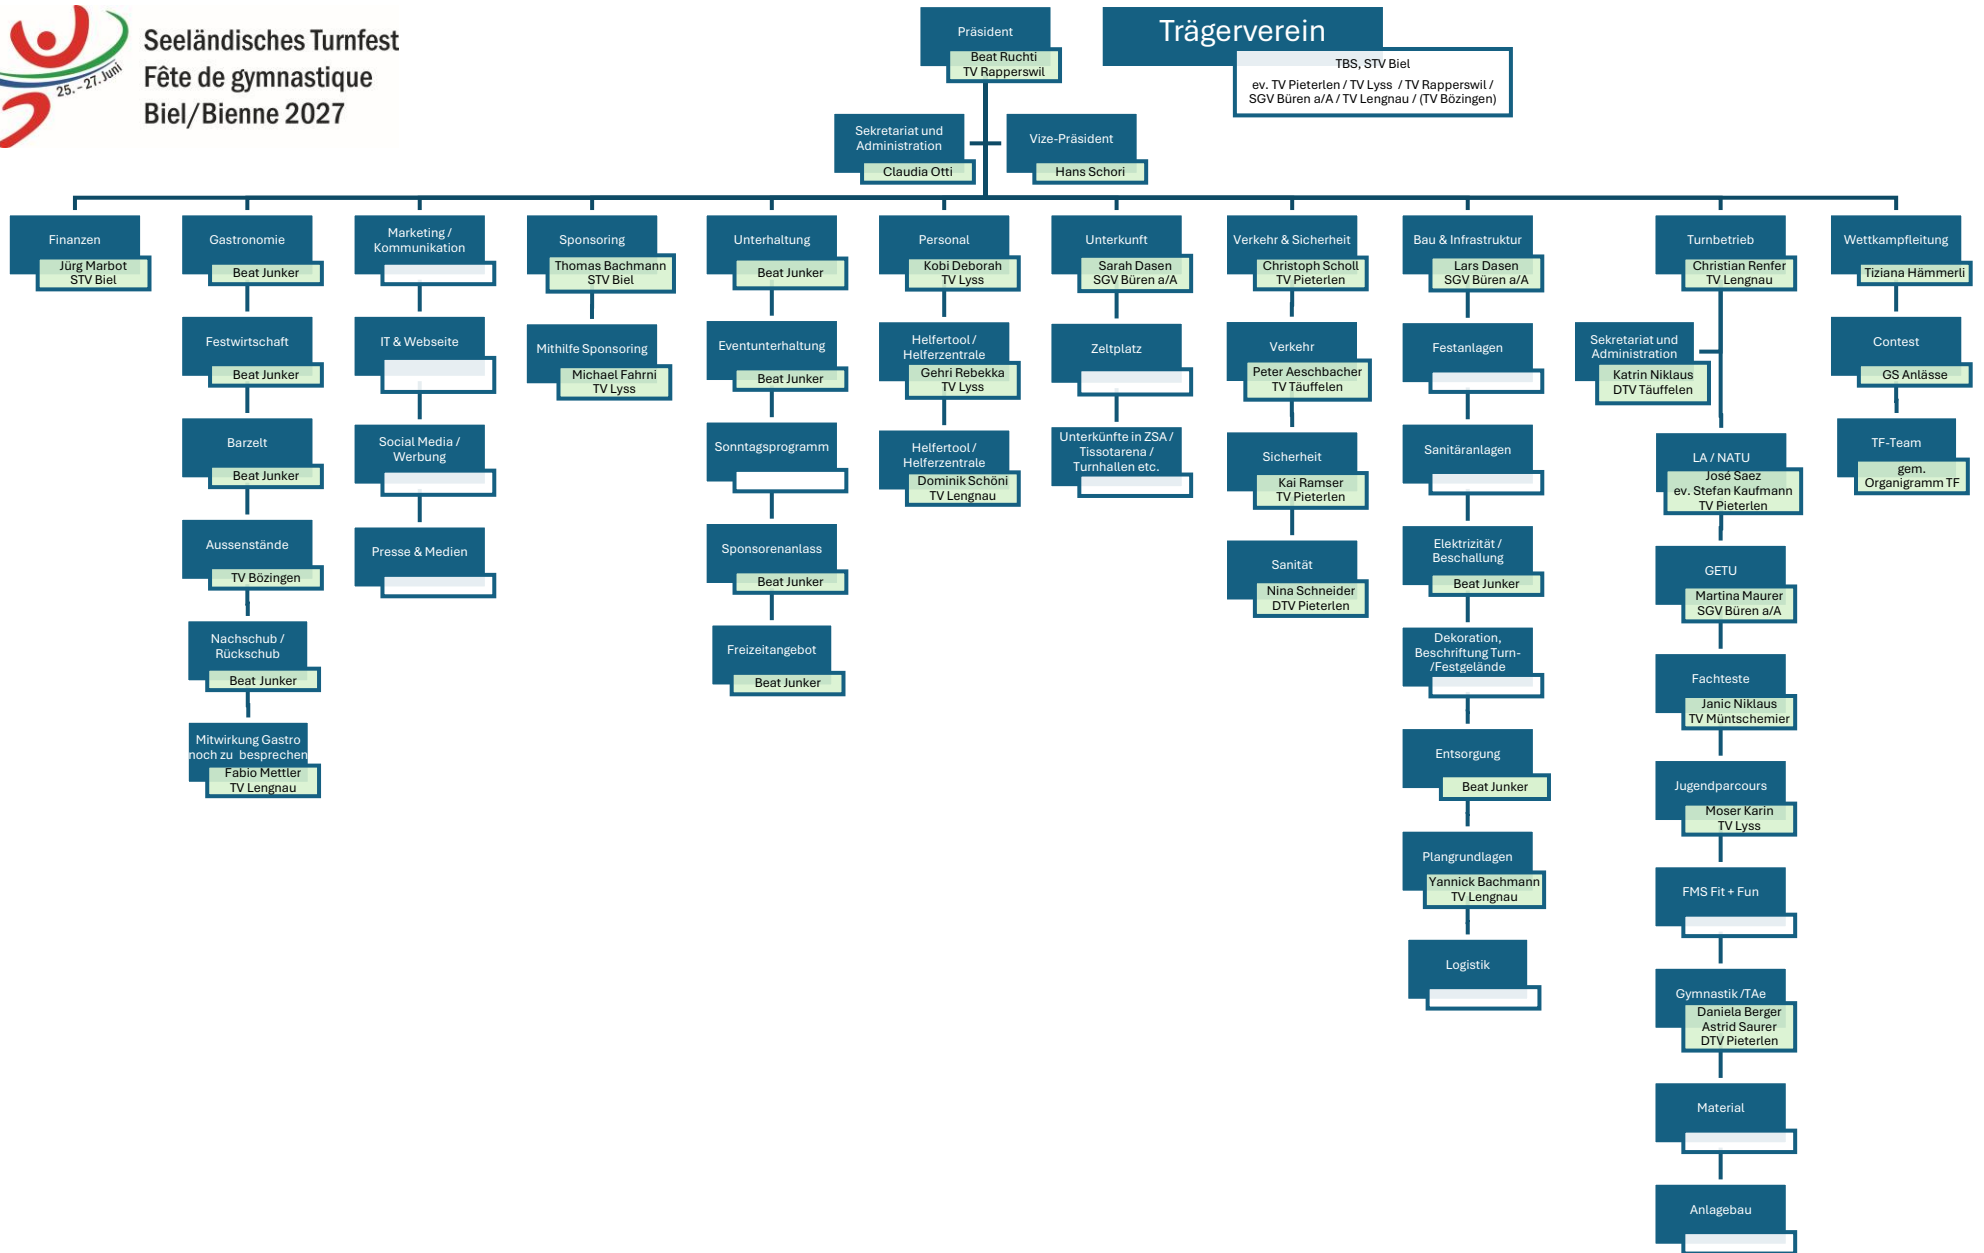 Seeländisches Turnfest
Fête de gymnastique
Biel/Bienne 2027
25. - 27. Juni
Präsident
Beat Ruchti
TV Rapperswil
Trägerverein
TBS, STV Biel
ev. TV Pieterlen / TV Lyss / TV Rapperswil /
SGV Büren a/A / TV Lengnau / (TV Bözingen)
Sekretariat und
Administration
Claudia Otti
Vize-Präsident
Hans Schori
Finanzen
Jürg Marbot
STV Biel
Gastronomie
Beat Junker
Festwirtschaft
Beat Junker
Barzelt
Beat Junker
Aussenstände
TV Bözingen
Nachschub /
Rückschub
Beat Junker
Mitwirkung Gastro
noch zu besprechen
Fabio Mettler
TV Lengnau
Marketing /
Kommunikation
IT & Webseite
Social Media /
Werbung
Presse & Medien
Sponsoring
Thomas Bachmann
STV Biel
Mithilfe Sponsoring
Michael Fahrni
TV Lyss
Unterhaltung
Beat Junker
Eventunterhaltung
Beat Junker
Sonntagsprogramm
Sponsorenanlass
Beat Junker
Freizeitangebot
Beat Junker
Personal
Kobi Deborah
TV Lyss
Helfertool /
Helferzentrale
Gehri Rebekka
TV Lyss
Helfertool /
Helferzentrale
Dominik Schöni
TV Lengnau
Unterkunft
Sarah Dasen
SGV Büren a/A
Zeltplatz
Unterkünfte in ZSA /
Tissotarena /
Turnhallen etc.
Verkehr & Sicherheit
Christoph Scholl
TV Pieterlen
Verkehr
Peter Aeschbacher
TV Täuffelen
Sicherheit
Kai Ramser
TV Pieterlen
Sanität
Nina Schneider
DTV Pieterlen
Bau & Infrastruktur
Lars Dasen
SGV Büren a/A
Festanlagen
Sanitäranlagen
Elektrizität /
Beschallung
Beat Junker
Dekoration,
Beschriftung Turn-
/Festgelände
Entsorgung
Beat Junker
Plangrundlagen
Yannick Bachmann
TV Lengnau
Logistik
Turnbetrieb
Christian Renfer
TV Lengnau
Sekretariat und
Administration
Katrin Niklaus
DTV Täuffelen
LA / NATU
José Saez
ev. Stefan Kaufmann
TV Pieterlen
GETU
Martina Maurer
SGV Büren a/A
Fachteste
Janic Niklaus
TV Müntschemier
Jugendparcours
Moser Karin
TV Lyss
FMS Fit + Fun
Gymnastik /TAe
Daniela Berger
Astrid Saurer
DTV Pieterlen
Material
Anlagebau
Wettkampfleitung
Tiziana Hämmerli
Contest
GS Anlässe
TF-Team
gem.
Organigramm TF